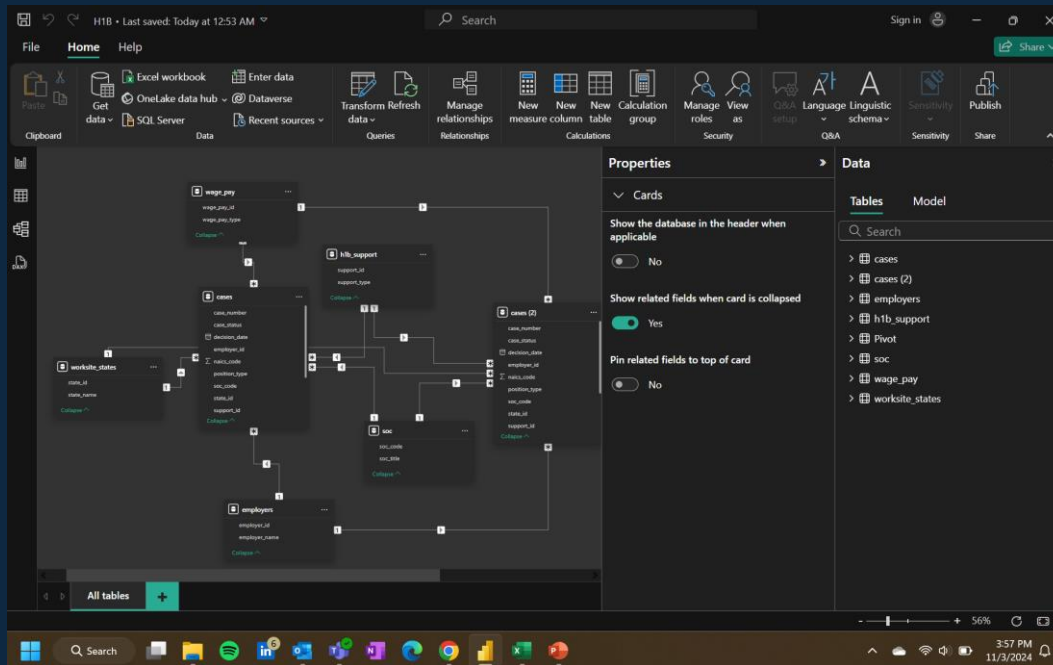 H1B • Last saved: Today at 12:53 AM
Search
Sign in
File
Home
Help
Share
Paste
Get data
Excel workbook
OneLake data hub
SQL Server
Enter data
Dataverse
Recent sources
Transform data
Refresh
Manage relationships
New measure
New column
New table
Calculation group
Manage roles
View as
Q&A setup
Language
Linguistic schema
Sensitivity
Publish
Clipboard
Data
Queries
Relationships
Calculations
Security
Q&A
Sensitivity
Share
DAX
wage_pay
wage_pay_id
wage_pay_type
Collapse
h1b_support
support_id
support_type
Collapse
cases
case_number
case_status
decision_date
employer_id
naics_code
position_type
soc_code
state_id
support_id
Collapse
cases (2)
case_number
case_status
decision_date
employer_id
naics_code
position_type
soc_code
state_id
support_id
Collapse
worksite_states
state_id
state_name
Collapse
soc
soc_code
soc_title
Collapse
employers
employer_id
employer_name
Collapse
Properties
Cards
Show the database in the header when
applicable
No
Show related fields when card is collapsed
Yes
Pin related fields to top of card
No
Data
Tables
Model
Search
cases
cases (2)
employers
h1b_support
Pivot
soc
wage_pay
worksite_states
All tables
56%
Search
6
3:57 PM
11/3/2024